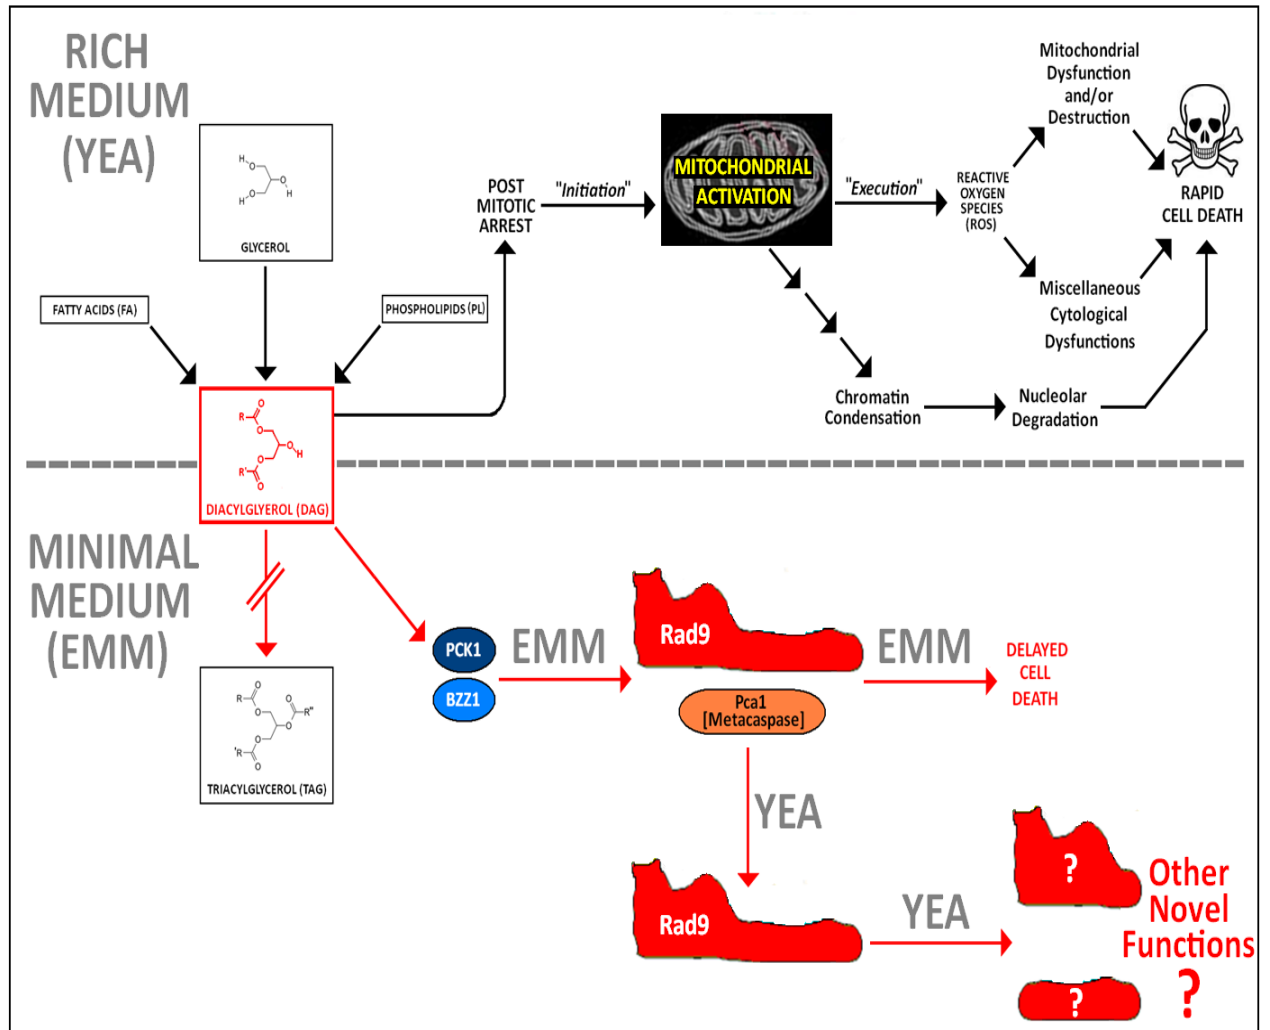 RICH
MEDIUM
(YEA)
H
O
O
H
H
O
GLYCEROL
FATTY ACIDS (FA)
PHOSPHOLIPIDS (PL)
POST
MITOTIC
ARREST
"Initiation"
MITOCHONDRIAL
ACTIVATION
"Execution"
REACTIVE
OXYGEN
SPECIES
(ROS)
Mitochondrial
Dysfunction
and/or
Destruction
RAPID
CELL DEATH
Miscellaneous
Cytological
Dysfunctions
Chromatin
Condensation
Nucleolar
Degradation
O
R
O
O
H
R'
O
O
DIACYLGLYEROL (DAG)
MINIMAL
MEDIUM
(EMM)
O
R
O
O
R"
O
O
'R
O
TRIACYLGLYCEROL (TAG)
PCK1
BZZ1
EMM
Rad9
Pca1
[Metacaspase]
EMM
DELAYED
CELL
DEATH
YEA
Rad9
YEA
?
?
Other
Novel
Functions
?